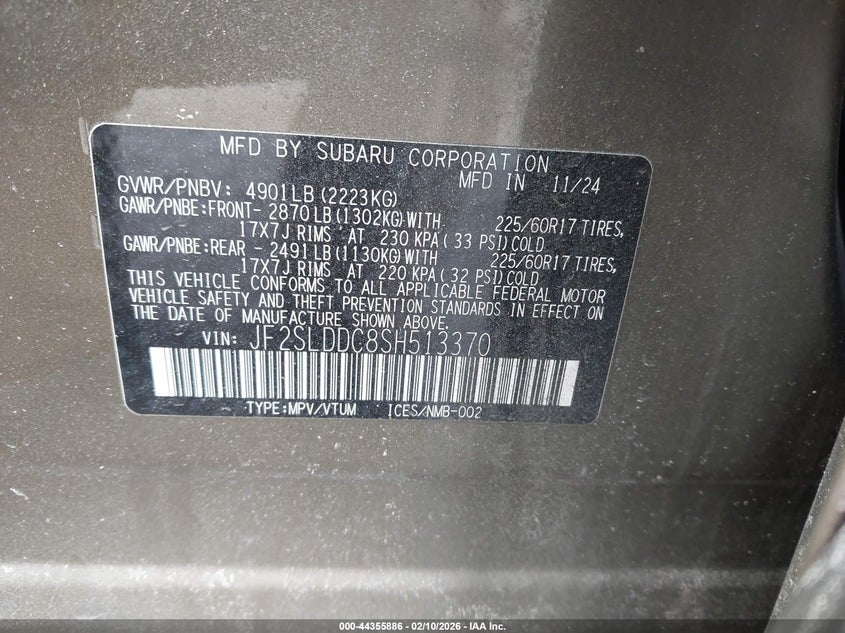 MFD BY SUBARU CORPORATION
MFD IN 11/24
GVWR/PNBV: 4901LB(2223KG)
GAWR/PNBE:FRONT- 2870LB(1302KG)WITH 225/60R17 TIRES,
17X7J RIMS AT 230 KPA( 33 PSI)COLD
GAWR/PNBE:REAR - 2491LB(1130KG)WITH 225/60R17 TIRES,
17X7J RIMS AT 220 KPA( 32 PSI)COLD
THIS VEHICLE CONFORMS TO ALL APPLICABLE FEDERAL MOTOR
VEHICLE SAFETY AND THEFT PREVENTION STANDARDS IN EFFECT ON
THE DATE OF MANUFACTURE SHOWN ABOVE.
VIN: JF2SLDDC8SH513370
TYPE:MPV/VTUM ICES/NMB-002
000-44355886 - 02/10/2026 - IAA Inc.